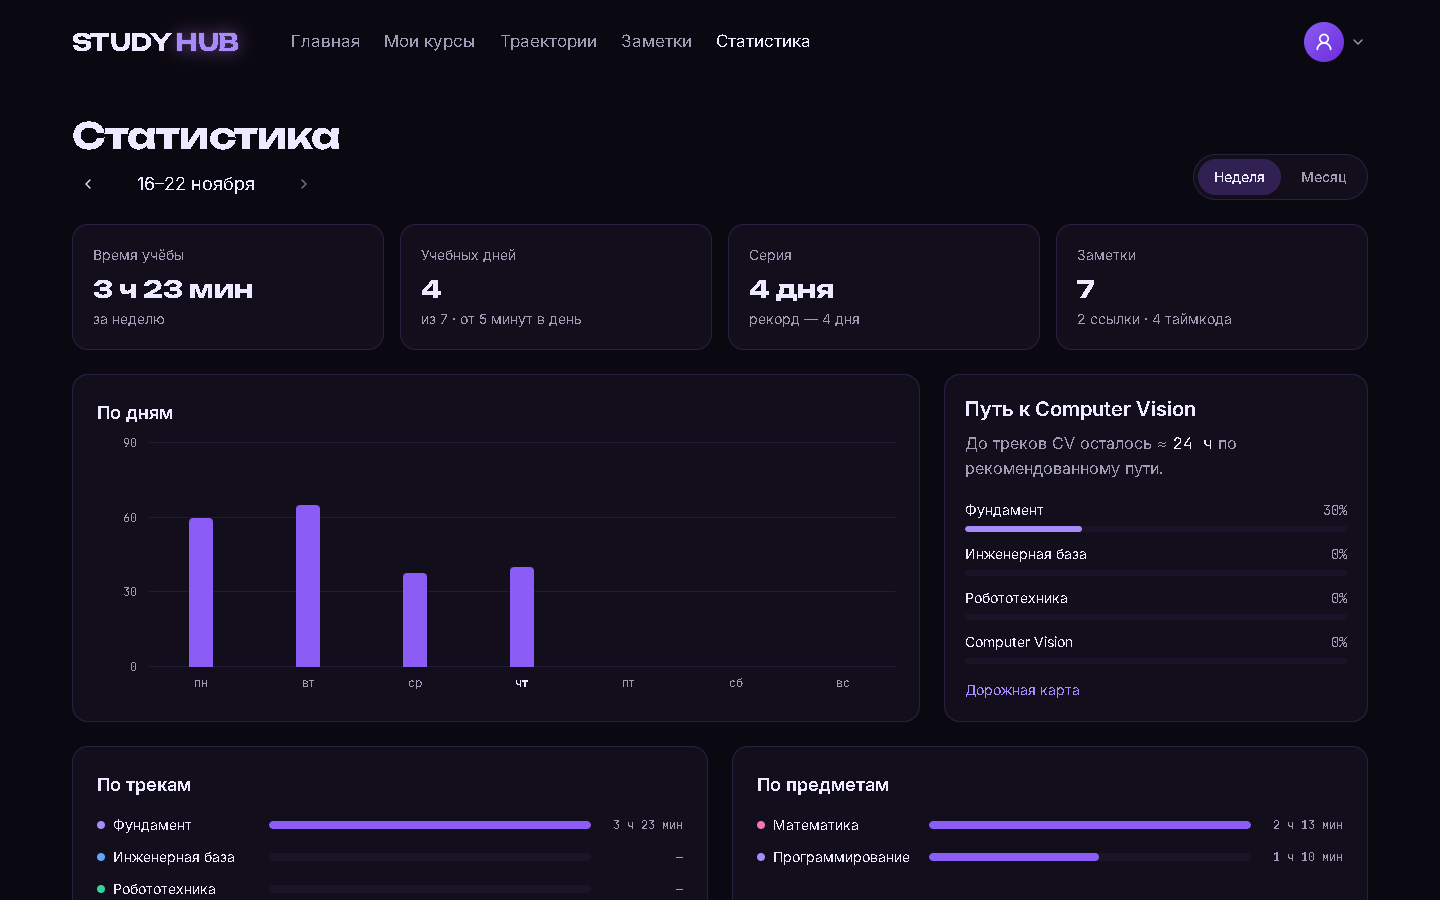 STUDY HUB
Главная
Мои курсы
Траектории
Заметки
Статистика
Статистика
16–22 ноября
Неделя
Месяц
Время учёбы
3 ч 23 мин
за неделю
Учебных дней
4
из 7 · от 5 минут в день
Серия
4 дня
рекорд — 4 дня
Заметки
7
2 ссылки · 4 таймкода
По дням
90
60
30
0
пн
вт
ср
чт
пт
сб
вс
Путь к Computer Vision
До треков CV осталось ≈ 24 ч по
рекомендованному пути.
Фундамент 30%
Инженерная база 0%
Робототехника 0%
Computer Vision 0%
Дорожная карта
По трекам
Фундамент 3 ч 23 мин
Инженерная база —
Робототехника —
По предметам
Математика 2 ч 13 мин
Программирование 1 ч 10 мин